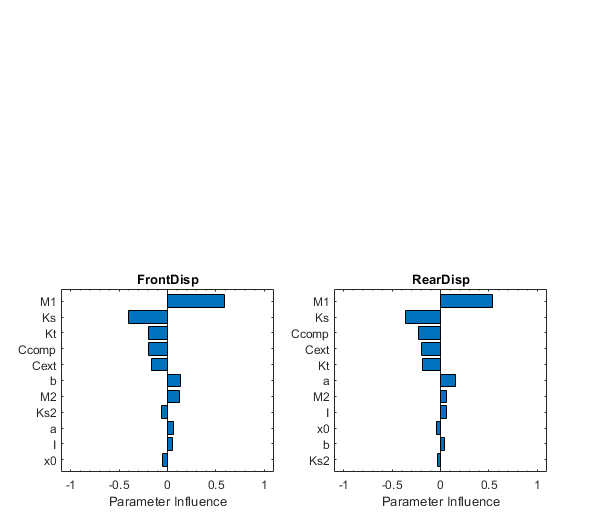 FrontDisp
M1
Ks
Kt
Ccomp
Cext
b
M2
Ks2
a
I
x0
-1 -0.5 0 0.5 1
Parameter Influence
RearDisp
M1
Ks
Ccomp
Cext
Kt
a
M2
I
x0
b
Ks2
-1 -0.5 0 0.5 1
Parameter Influence